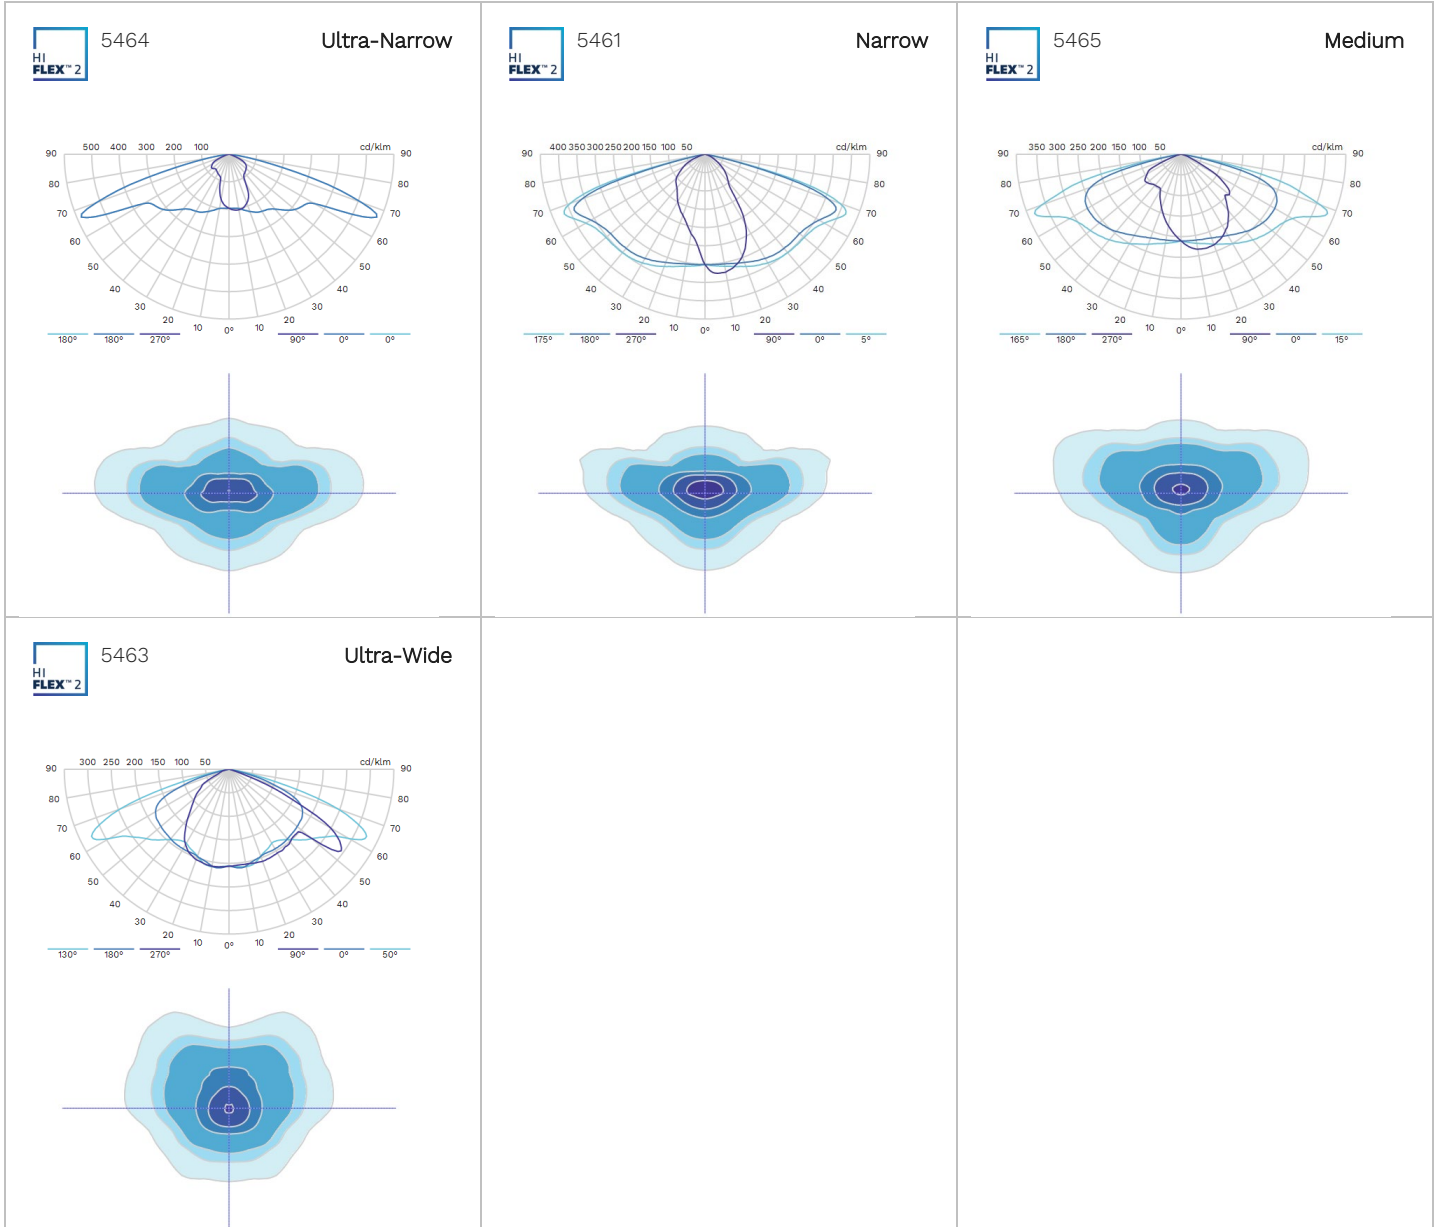 HI
FLEX™ 2
5464
Ultra-Narrow
90 500 400 300 200 100 cd/klm 90
80 80
70 70
60 60
50 50
40 40
30 30
20 20
10 0° 10
180° 180° 270° 90° 0° 0°
HI
FLEX™ 2
5461
Narrow
90 400 350 300 250 200 150 100 50 cd/klm 90
80 80
70 70
60 60
50 50
40 40
30 30
20 20
10 0° 10
175° 180° 270° 90° 0° 5°
HI
FLEX™ 2
5465
Medium
90 350 300 250 200 150 100 50 cd/klm 90
80 80
70 70
60 60
50 50
40 40
30 30
20 20
10 0° 10
165° 180° 270° 90° 0° 15°
HI
FLEX™ 2
5463
Ultra-Wide
90 300 250 200 150 100 50 cd/klm 90
80 80
70 70
60 60
50 50
40 40
30 30
20 20
10 0° 10
130° 180° 270° 90° 0° 50°